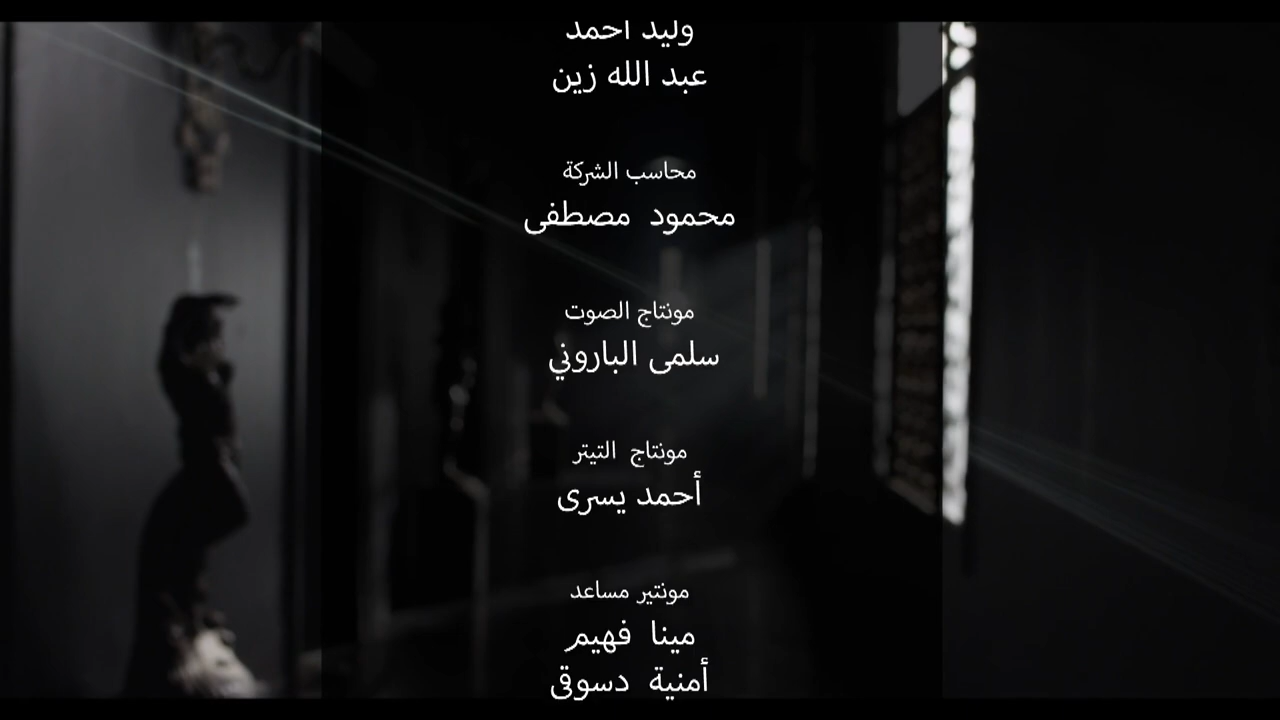 وليد احمد
عبد الله زين
محاسب الشركة
محمود مصطفى
مونتاج الصوت
سلمى الباروني
مونتاج التيتر
أحمد يسرى
مونتير مساعد
مينا فهيم
أمنية دسوقى